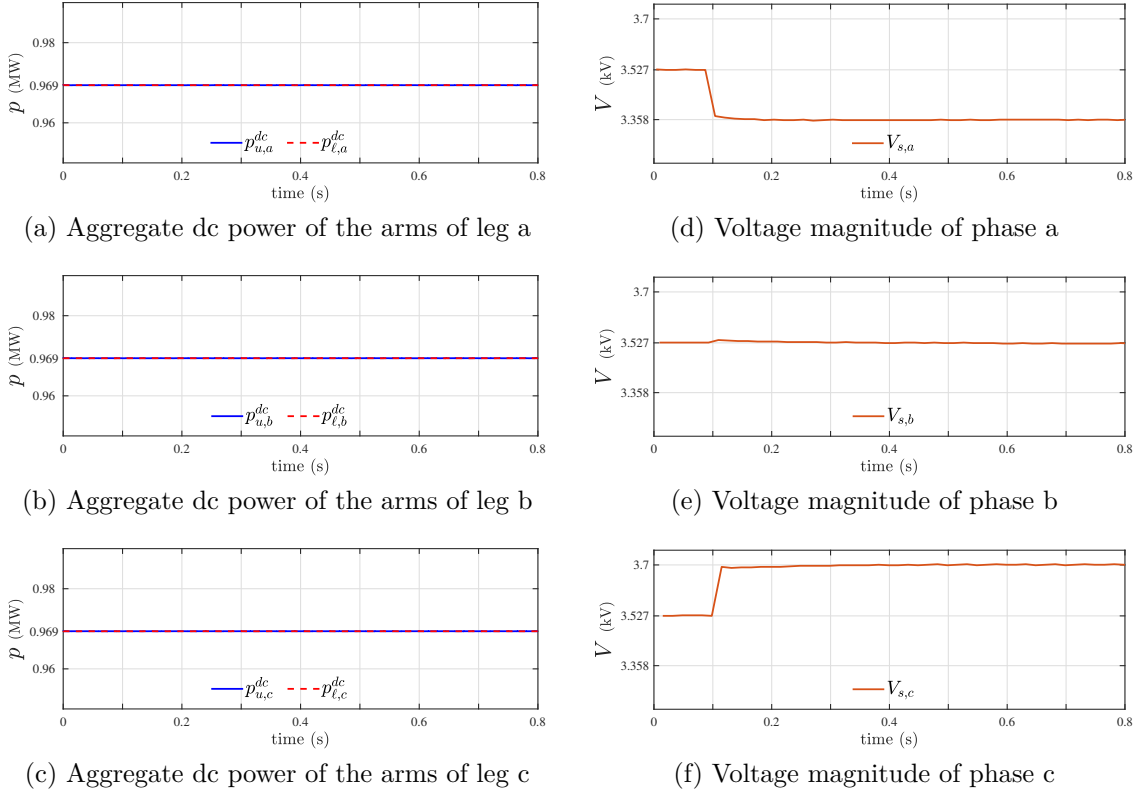 0.98
0.969
0.96
p (MW)
p^{dc}_{u,a} p^{dc}_{ℓ,a}
0 0.2 0.4 0.6 0.8
time (s)
(a) Aggregate dc power of the arms of leg a
3.7
3.527
3.358
V (kV)
V_{s,a}
0 0.2 0.4 0.6 0.8
time (s)
(d) Voltage magnitude of phase a
0.98
0.969
0.96
p (MW)
p^{dc}_{u,b} p^{dc}_{ℓ,b}
0 0.2 0.4 0.6 0.8
time (s)
(b) Aggregate dc power of the arms of leg b
3.7
3.527
3.358
V (kV)
V_{s,b}
0 0.2 0.4 0.6 0.8
time (s)
(e) Voltage magnitude of phase b
0.98
0.969
0.96
p (MW)
p^{dc}_{u,c} p^{dc}_{ℓ,c}
0 0.2 0.4 0.6 0.8
time (s)
(c) Aggregate dc power of the arms of leg c
3.7
3.527
3.358
V (kV)
V_{s,c}
0 0.2 0.4 0.6 0.8
time (s)
(f) Voltage magnitude of phase c